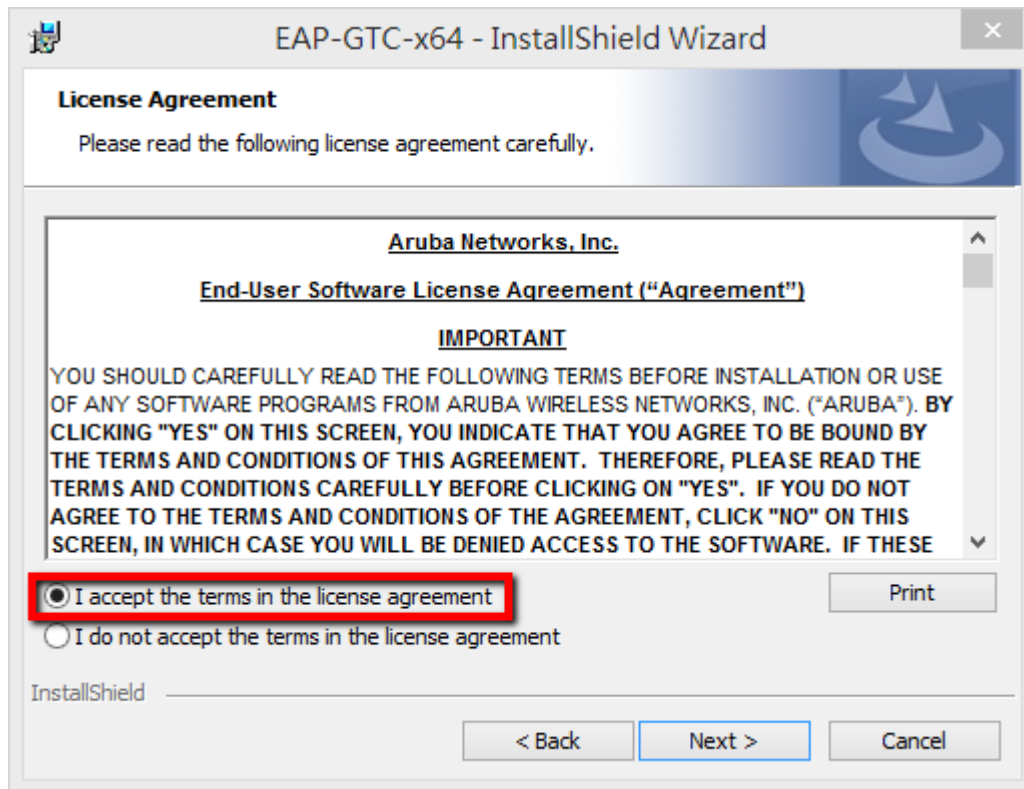 EAP-GTC-x64 - InstallShield Wizard
License Agreement
Please read the following license agreement carefully.
Aruba Networks, Inc.
End-User Software License Agreement (“Agreement”)
IMPORTANT
YOU SHOULD CAREFULLY READ THE FOLLOWING TERMS BEFORE INSTALLATION OR USE
OF ANY SOFTWARE PROGRAMS FROM ARUBA WIRELESS NETWORKS, INC. (“ARUBA”). BY
CLICKING "YES" ON THIS SCREEN, YOU INDICATE THAT YOU AGREE TO BE BOUND BY
THE TERMS AND CONDITIONS OF THIS AGREEMENT.  THEREFORE, PLEASE READ THE
TERMS AND CONDITIONS CAREFULLY BEFORE CLICKING ON "YES".  IF YOU DO NOT
AGREE TO THE TERMS AND CONDITIONS OF THE AGREEMENT, CLICK "NO" ON THIS
SCREEN, IN WHICH CASE YOU WILL BE DENIED ACCESS TO THE SOFTWARE.  IF THESE
I accept the terms in the license agreement
Print
I do not accept the terms in the license agreement
InstallShield
< Back
Next >
Cancel